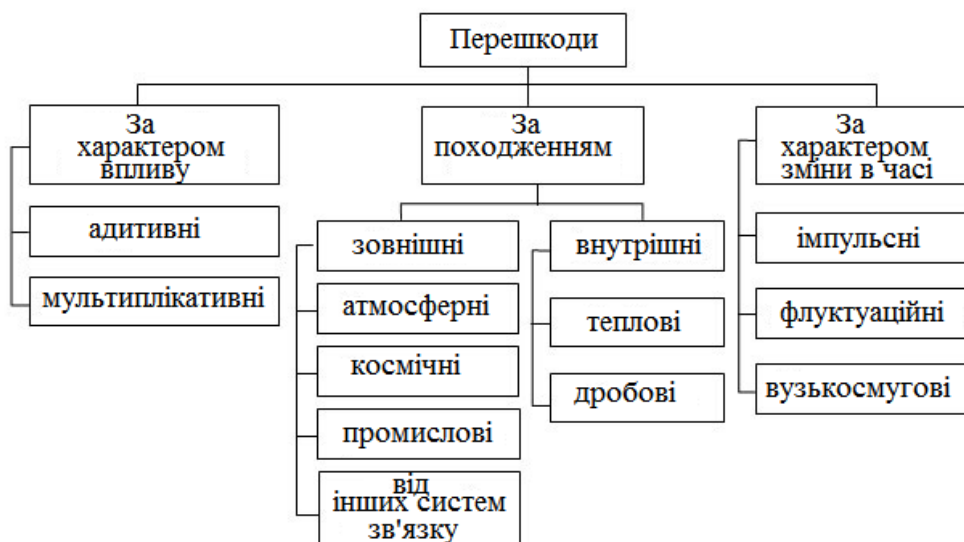 Перешкоди
За
характером
впливу
адитивні
мультиплікативні
За
походженням
зовнішні
атмосферні
космічні
промислові
від
інших систем
зв'язку
внутрішні
теплові
дробові
За
характером
зміни в часі
імпульсні
флуктуаційні
вузькосмугові